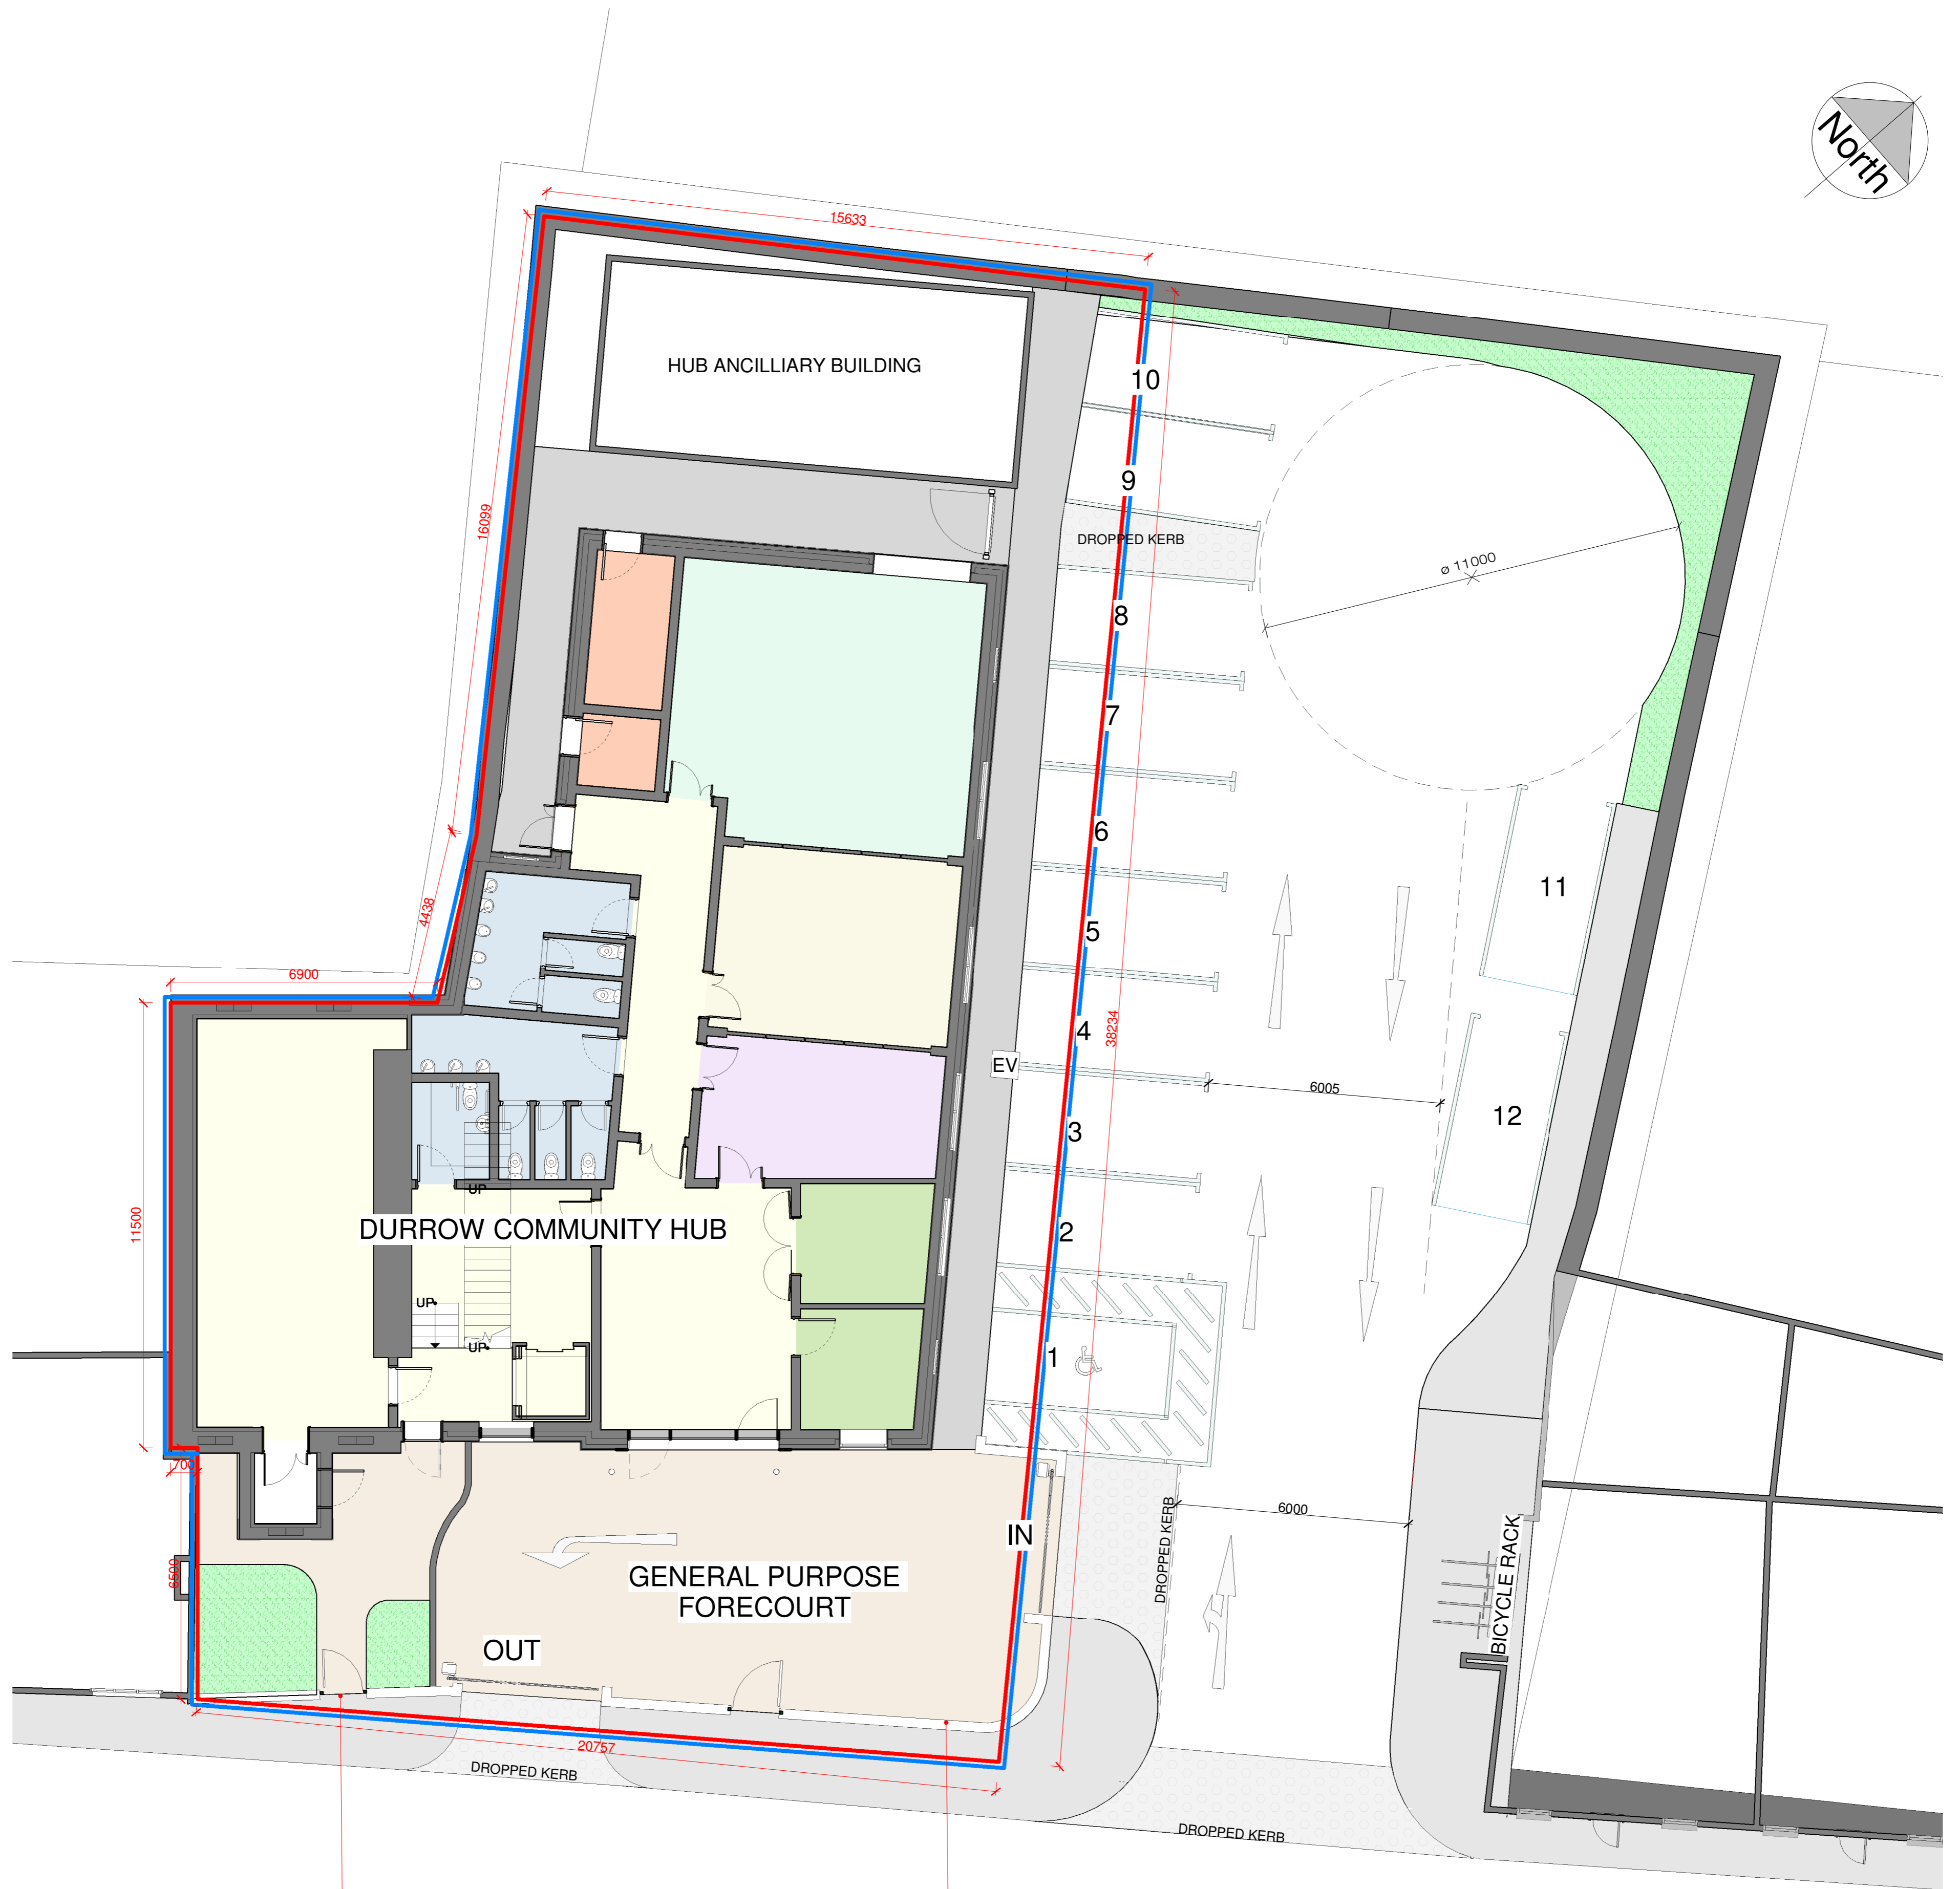 North
15633
HUB ANCILLIARY BUILDING
10
9
16099
DROPPED KERB
ø 11000
8
7
6
11
4438
5
6900
4
38234
EV
6005
12
3
UP
11500
DURROW COMMUNITY HUB
2
UP
UP
1
700
6000
DROPPED KERB
IN
BICYCLE RACK
6500
GENERAL PURPOSE
FORECOURT
OUT
20757
DROPPED KERB
DROPPED KERB